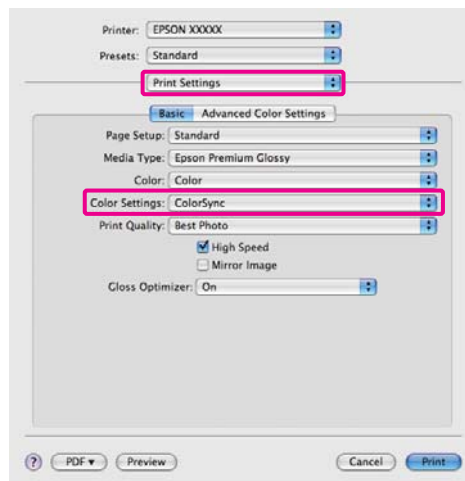 Printer: EPSON XXXXX
Presets: Standard
Print Settings
Basic Advanced Color Settings
Page Setup: Standard
Media Type: Epson Premium Glossy
Color: Color
Color Settings: ColorSync
Print Quality: Best Photo
High Speed
Mirror Image
Gloss Optimizer: On
? PDF ▼ Preview Cancel Print